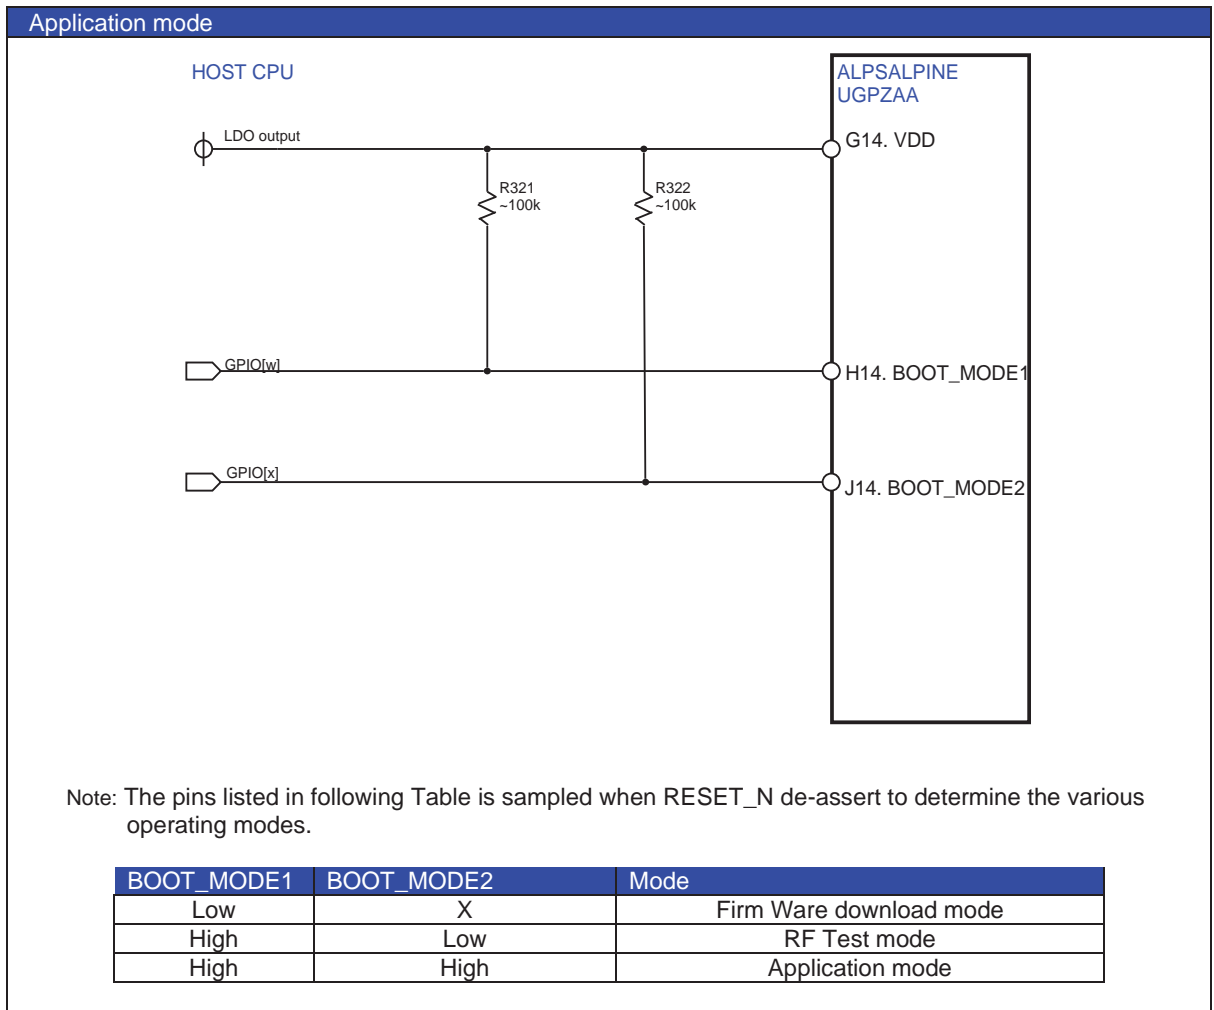 Application mode
HOST CPU
ALPSALPINE
UGPZAA
LDO output
G14. VDD
R321
~100k
R322
~100k
GPIO[w]
H14. BOOT_MODE1
GPIO[x]
J14. BOOT_MODE2
Note: The pins listed in following Table is sampled when RESET_N de-assert to determine the various
operating modes.
BOOT_MODE1 BOOT_MODE2 Mode
Low X Firm Ware download mode
High Low RF Test mode
High High Application mode